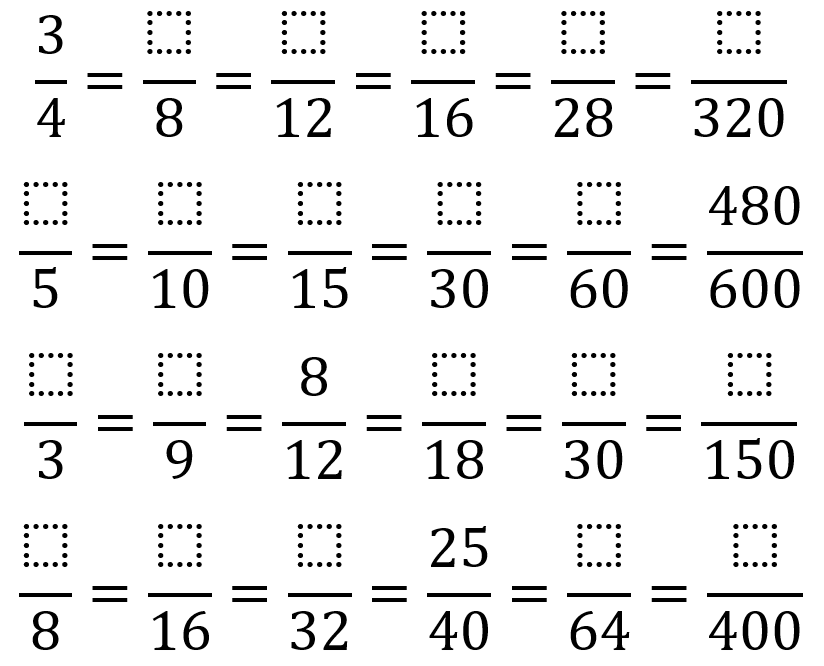 3/4 = ⬚/8 = ⬚/12 = ⬚/16 = ⬚/28 = ⬚/320
⬚/5 = ⬚/10 = ⬚/15 = ⬚/30 = ⬚/60 = 480/600
⬚/3 = ⬚/9 = 8/12 = ⬚/18 = ⬚/30 = ⬚/150
⬚/8 = ⬚/16 = ⬚/32 = 25/40 = ⬚/64 = ⬚/400